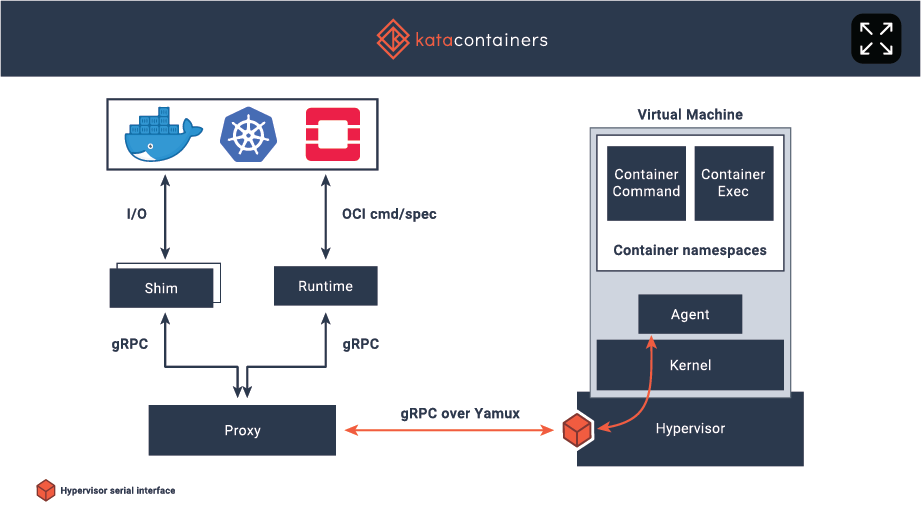 katacontainers
Virtual Machine
Container
Command
Container
Exec
Container namespaces
I/O
OCI cmd/spec
Shim
Runtime
Agent
gRPC
gRPC
Kernel
gRPC over Yamux
Proxy
Hypervisor
Hypervisor serial interface